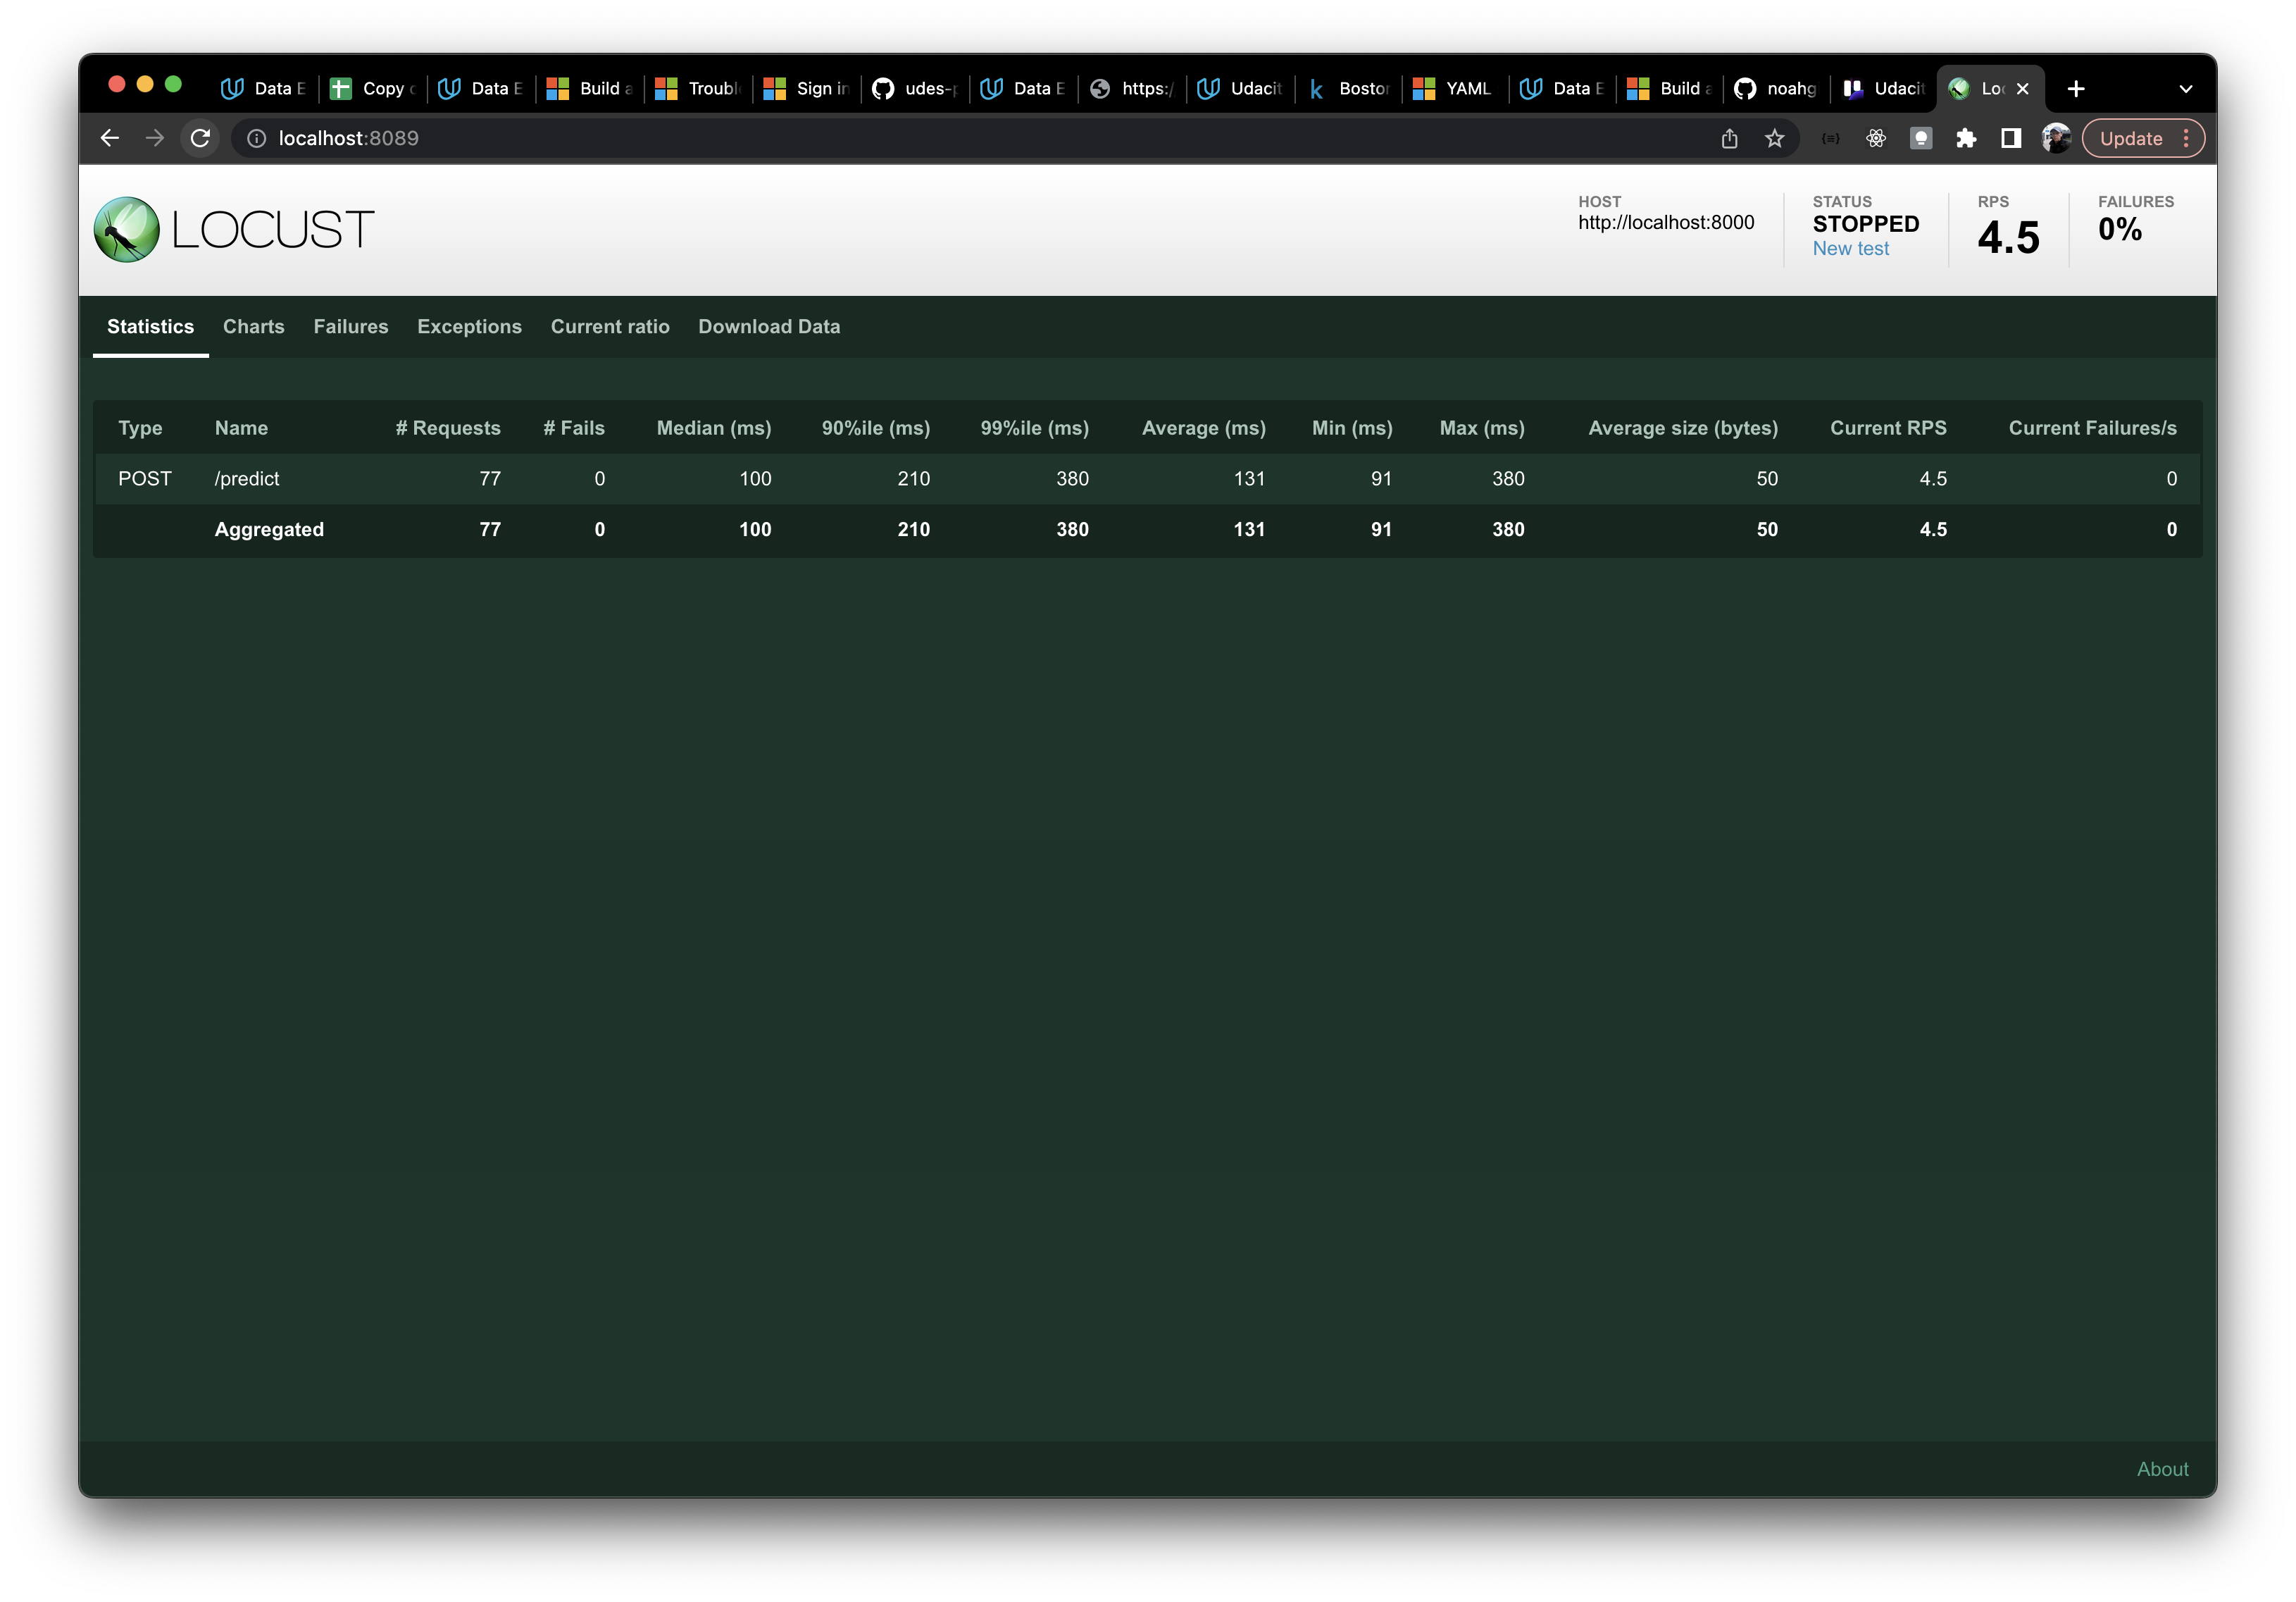 Data E Copy Data E Build a Troubl Sign in udes-p Data E https:/ Udacit Bostor YAML Data E Build a noahg Udacit Loc
localhost:8089
Update
LOCUST
HOST
http://localhost:8000
STATUS
STOPPED
New test
RPS
4.5
FAILURES
0%
Statistics Charts Failures Exceptions Current ratio Download Data
Type Name # Requests # Fails Median (ms) 90%ile (ms) 99%ile (ms) Average (ms) Min (ms) Max (ms) Average size (bytes) Current RPS Current Failures/s
POST /predict 77 0 100 210 380 131 91 380 50 4.5 0
Aggregated 77 0 100 210 380 131 91 380 50 4.5 0
About